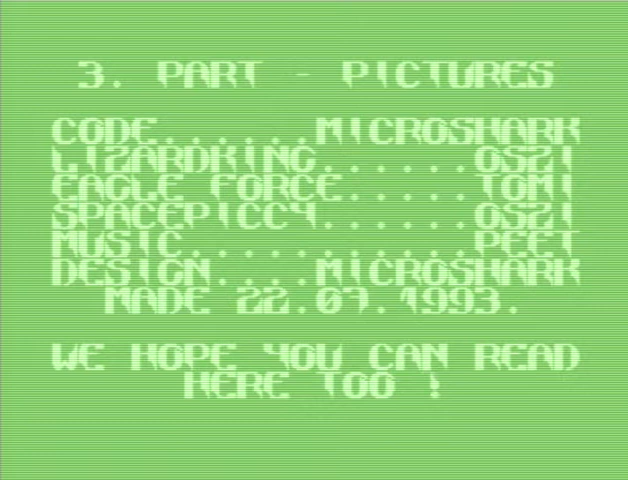 3. PART - PICTURES
CODE......MICROSHARK
LIZARDKING......OSZI
EAGLE FORCE.....TOMI
SPACEPICCY......OSZI
MUSIC...........PEET
DESIGN....MICROSHARK
MADE 22.07.1993.
WE HOPE YOU CAN READ
HERE TOO !